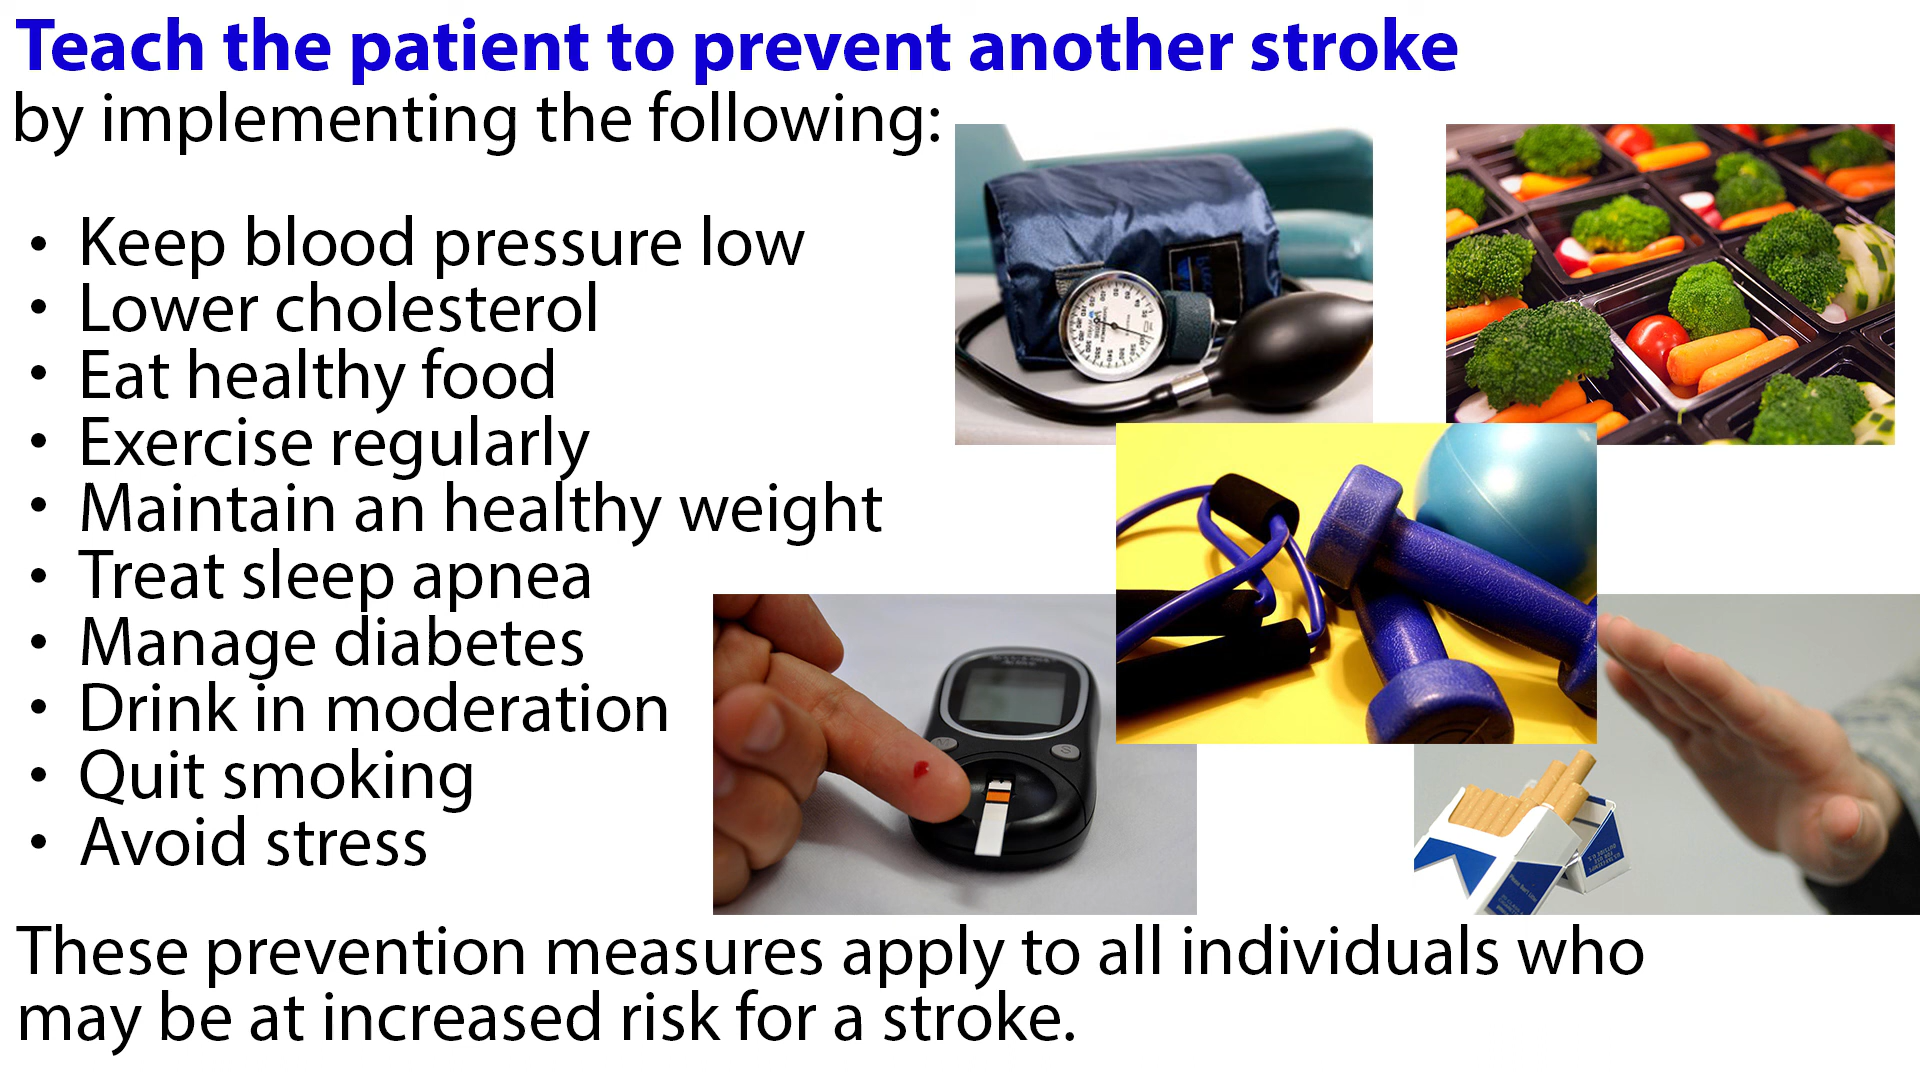 Teach the patient to prevent another stroke
by implementing the following:
• Keep blood pressure low
• Lower cholesterol
• Eat healthy food
• Exercise regularly
• Maintain an healthy weight
• Treat sleep apnea
• Manage diabetes
• Drink in moderation
• Quit smoking
• Avoid stress
These prevention measures apply to all individuals who
may be at increased risk for a stroke.